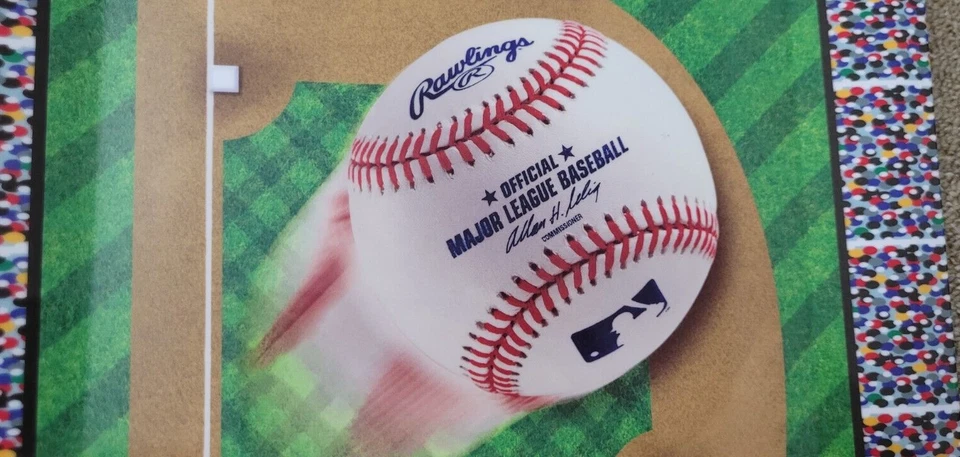 Rawlings
®
★ OFFICIAL ★
MAJOR LEAGUE BASEBALL
Allan H. Selig
COMMISSIONER